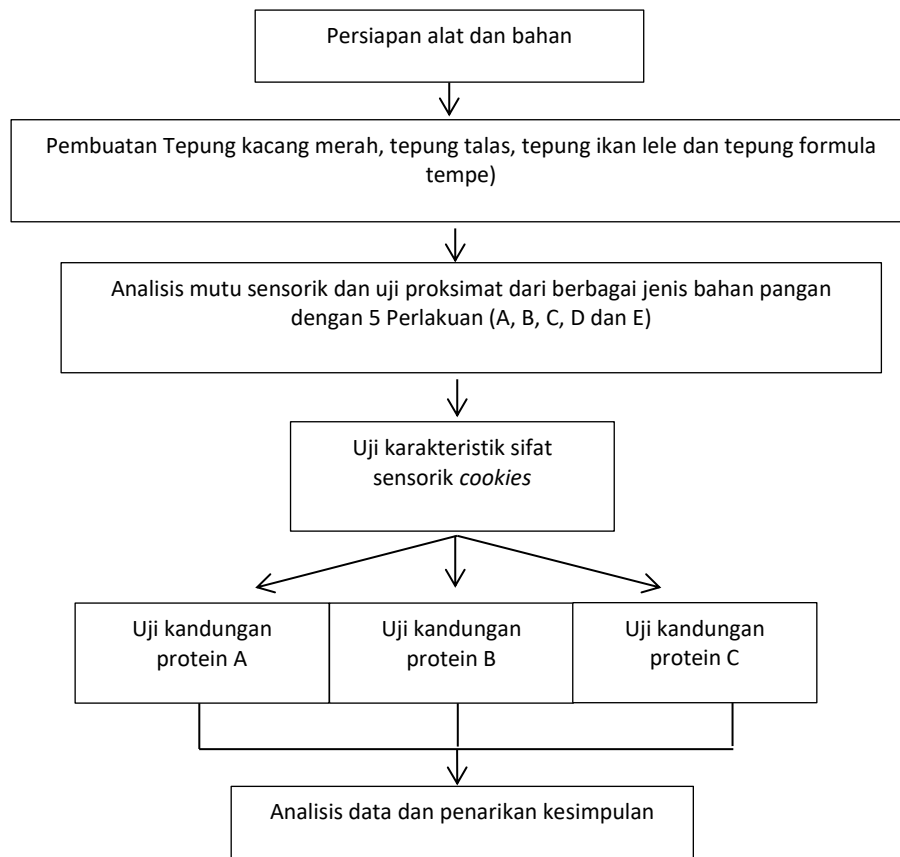 Persiapan alat dan bahan
Pembuatan Tepung kacang merah, tepung talas, tepung ikan lele dan tepung formula
tempe)
Analisis mutu sensorik dan uji proksimat dari berbagai jenis bahan pangan
dengan 5 Perlakuan (A, B, C, D dan E)
Uji karakteristik sifat
sensorik cookies
Uji kandungan
protein A
Uji kandungan
protein B
Uji kandungan
protein C
Analisis data dan penarikan kesimpulan